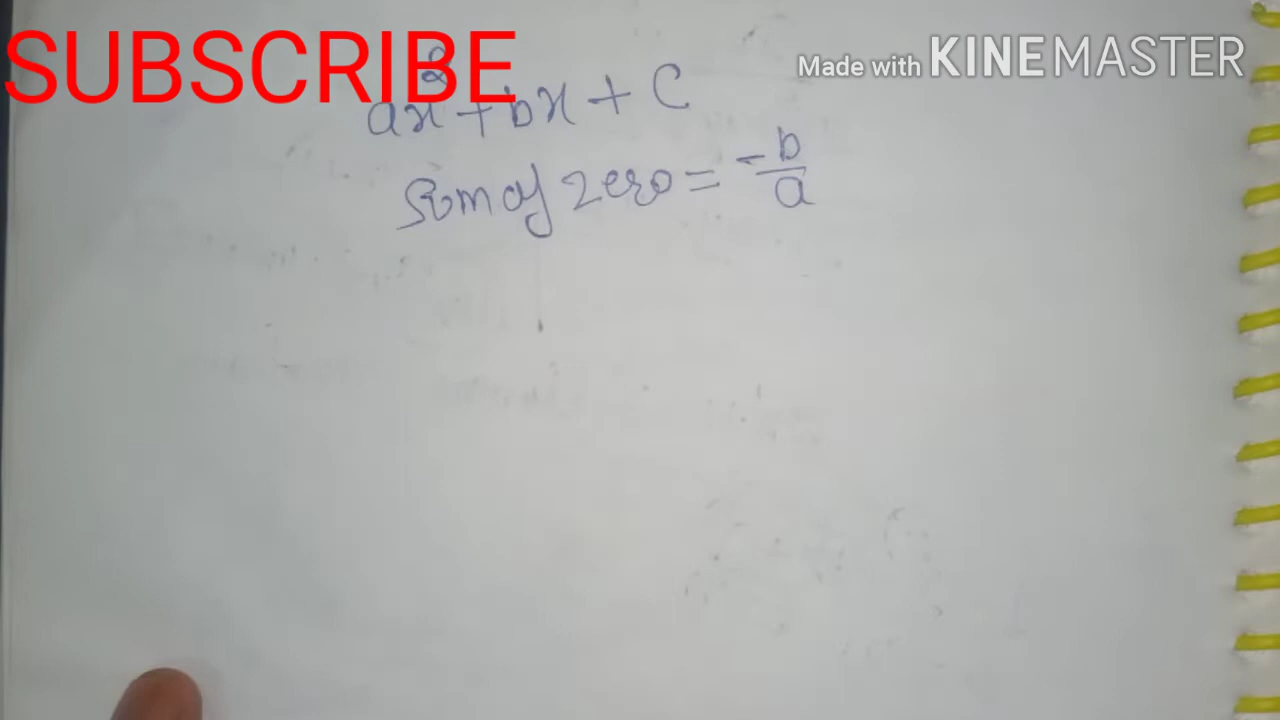 SUBSCRIBE
Made with KINEMASTER
ax²+bx+c
Sum of zero = -b/a